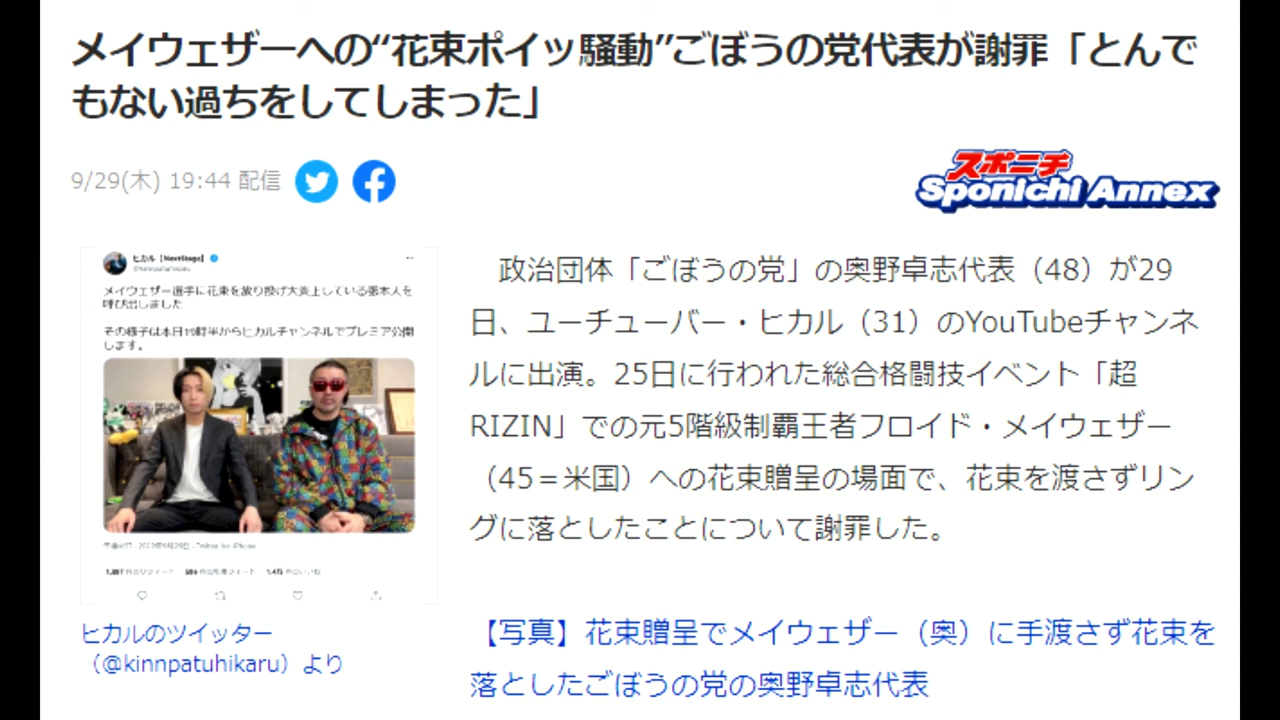 メイウェザーへの“花束ポイッ騒動”ごぼうの党代表が謝罪「とんで
もない過ちをしてしまった」
9/29(木) 19:44 配信
スポニチ
Sponichi Annex
ヒカル【NextStage】
メイウェザー選手に花束を放り投げ大炎上している張本人を
呼び出しました
その様子は本日19時半からヒカルチャンネルでプレミア公開
します。
ヒカルのツイッター
（@kinnpatuhikaru）より
政治団体「ごぼうの党」の奥野卓志代表（48）が29
日、ユーチューバー・ヒカル（31）のYouTubeチャンネ
ルに出演。25日に行われた総合格闘技イベント「超
RIZIN」での元5階級制覇王者フロイド・メイウェザー
（45＝米国）への花束贈呈の場面で、花束を渡さずリン
グに落としたことについて謝罪した。
【写真】花束贈呈でメイウェザー（奥）に手渡さず花束を
落としたごぼうの党の奥野卓志代表